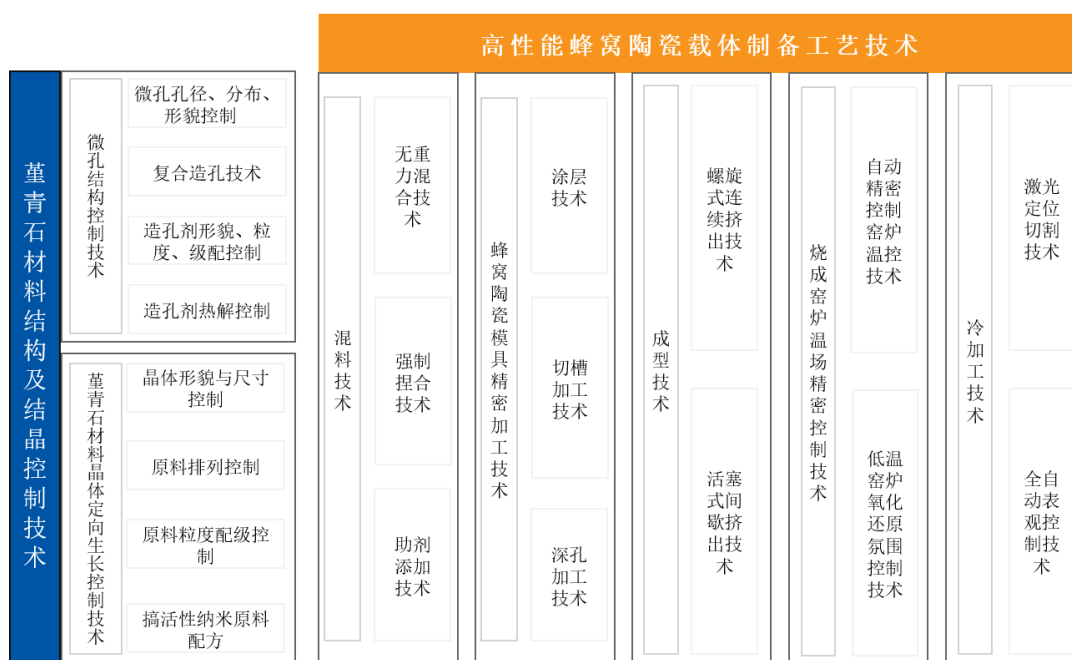 高性能蜂窝陶瓷载体制备工艺技术
堇青石材料结构及结晶控制技术
微孔结构控制技术
微孔孔径、分布、
形貌控制
复合造孔技术
造孔剂形貌、粒
度、级配控制
造孔剂热解控制
堇青石材料晶体定向生长控制技术
晶体形貌与尺寸
控制
原料排列控制
原料粒度配级控
制
搞活性纳米原料
配方
混料技术
无重
力混
合技
术
强制
捏合
技术
助剂
添加
技术
蜂窝陶瓷模具精密加工技术
涂层
技术
切槽
加工
技术
深孔
加工
技术
成型技术
螺旋
式连
续挤
出技
术
活塞
式间
歇挤
出技
术
烧成窑炉温场精密控制技术
自动
精密
控制
窑炉
温控
技术
低温
窑炉
氧化
还原
氛围
控制
技术
冷加工技术
激光
定位
切割
技术
全自
动表
观控
制技
术